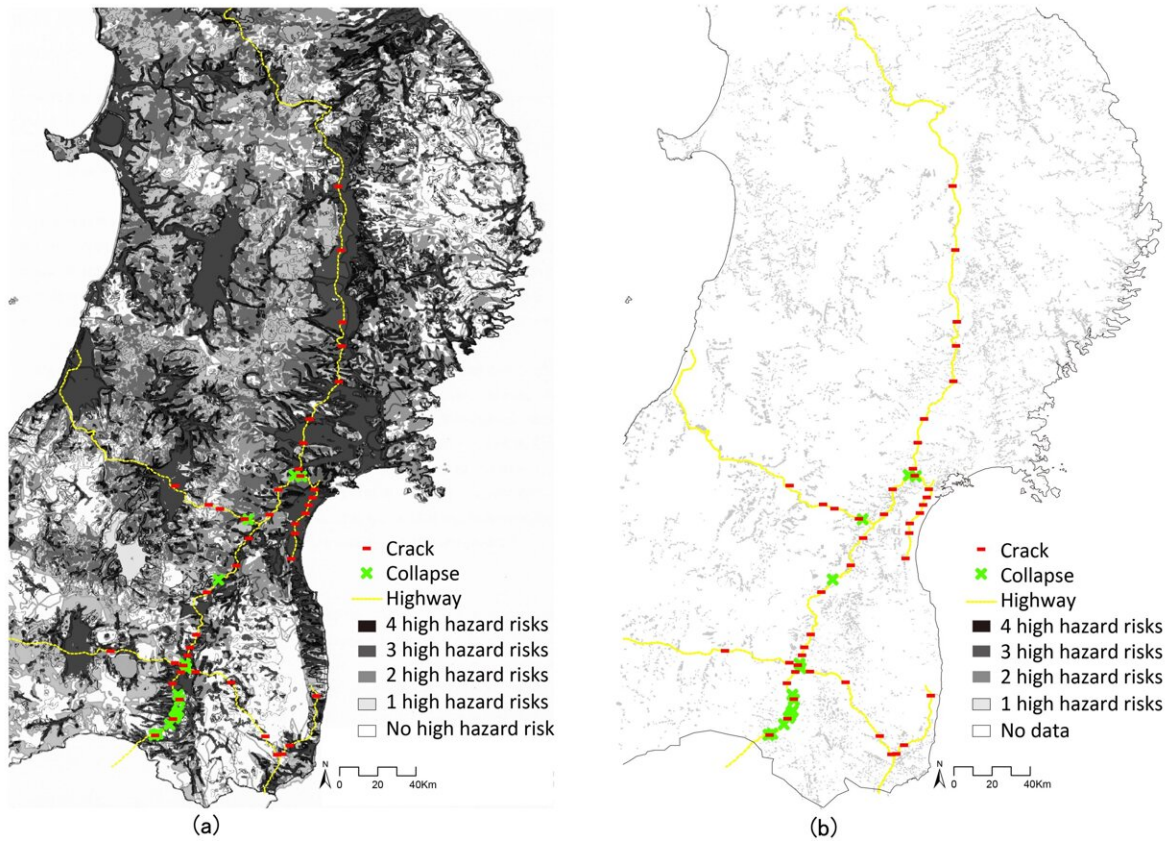 Crack
Collapse
Highway
4 high hazard risks
3 high hazard risks
2 high hazard risks
1 high hazard risks
No high hazard risk
N
0 20 40Km
(a)
Crack
Collapse
Highway
4 high hazard risks
3 high hazard risks
2 high hazard risks
1 high hazard risks
No data
N
0 20 40Km
(b)